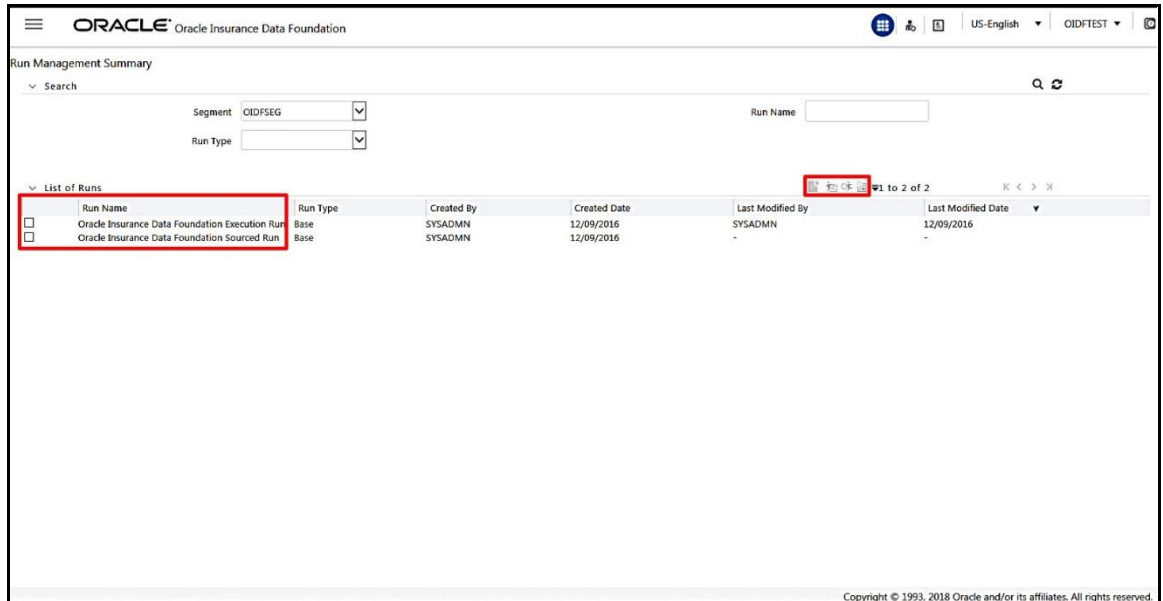 ORACLE® Oracle Insurance Data Foundation US-English OIDFTEST
Run Management Summary
Search
Segment OIDFSEG Run Name
Run Type
List of Runs 1 to 2 of 2
Run Name Run Type Created By Created Date Last Modified By Last Modified Date
Oracle Insurance Data Foundation Execution Run Base SYSADMN 12/09/2016 SYSADMN 12/09/2016
Oracle Insurance Data Foundation Sourced Run Base SYSADMN 12/09/2016 - -
Copyright © 1993, 2018 Oracle and/or its affiliates. All rights reserved.